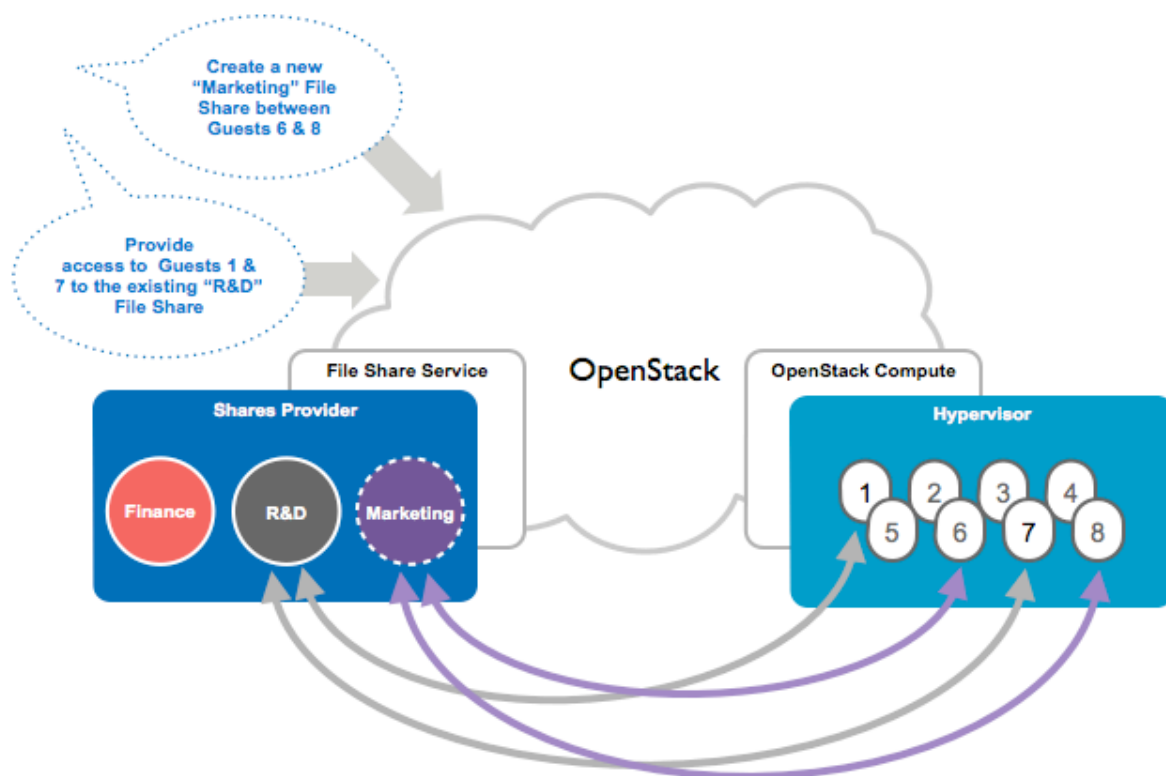 Create a new
“Marketing” File
Share between
Guests 6 & 8
Provide
access to Guests 1 &
7 to the existing “R&D”
File Share
File Share Service
OpenStack
OpenStack Compute
Shares Provider
Hypervisor
Finance
R&D
Marketing
1
2
3
4
5
6
7
8